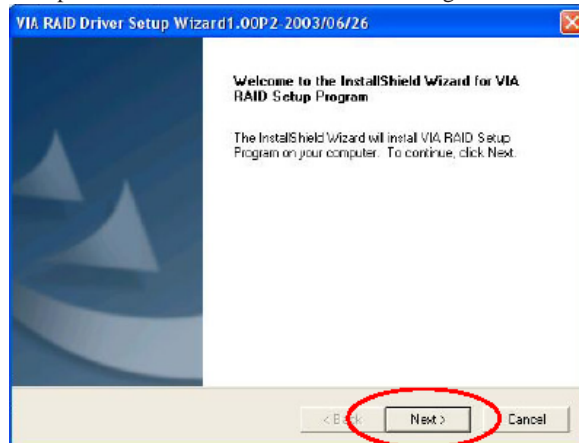 VIA RAID Driver Setup Wizard1.00P2-2003/06/26
Welcome to the InstallShield Wizard for VIA
RAID Setup Program
The InstallShield Wizard will install VIA RAID Setup
Program on your computer. To continue, click Next.
< Back
Next >
Cancel